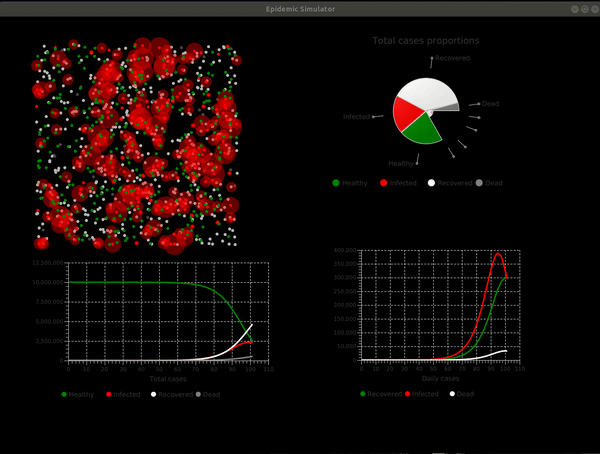 Epidemic Simulator
Total cases proportions
Recovered
Dead
Infected
Healthy
Healthy Infected Recovered Dead
12,500,000
10,000,000
7,500,000
5,000,000
2,500,000
0
0 10 20 30 40 50 60 70 80 90 100 110
Total cases
Healthy Infected Recovered Dead
400,000
350,000
300,000
250,000
200,000
150,000
100,000
50,000
0
0 10 20 30 40 50 60 70 80 90 100 110
Daily cases
Recovered Infected Dead